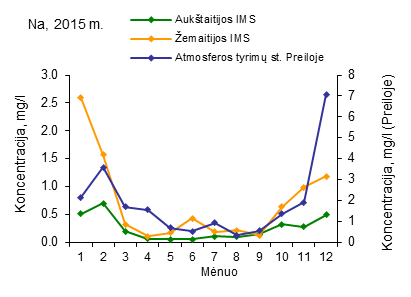 Na, 2015 m.
Aukštaitijos IMS
Žemaitijos IMS
Atmosferos tyrimų st. Preiloje
Koncentracija, mg/l
3.0
2.5
2.0
1.5
1.0
0.5
0.0
8
7
6
5
4
3
2
1
0
Koncentracija, mg/l (Preiloje)
1 2 3 4 5 6 7 8 9 10 11 12
Mėnuo